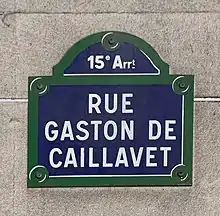 15ᵉ Arrᵗ
RUE
GASTON DE
CAILLAVET